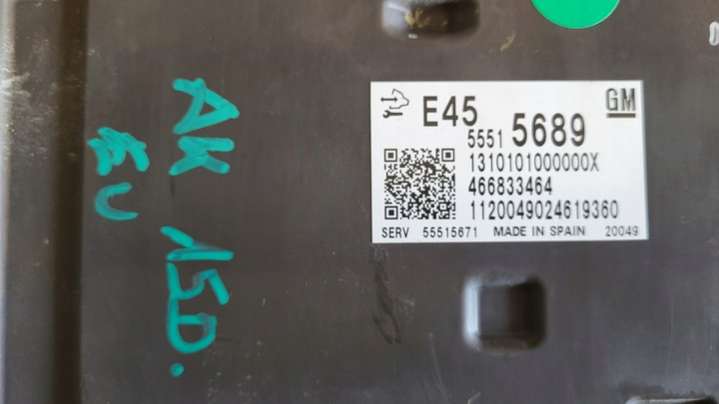 AK
EU
15D.
GM
E45
5551 5689
1310101000000X
466833464
1120049024619360
SERV 55515671 MADE IN SPAIN 20049